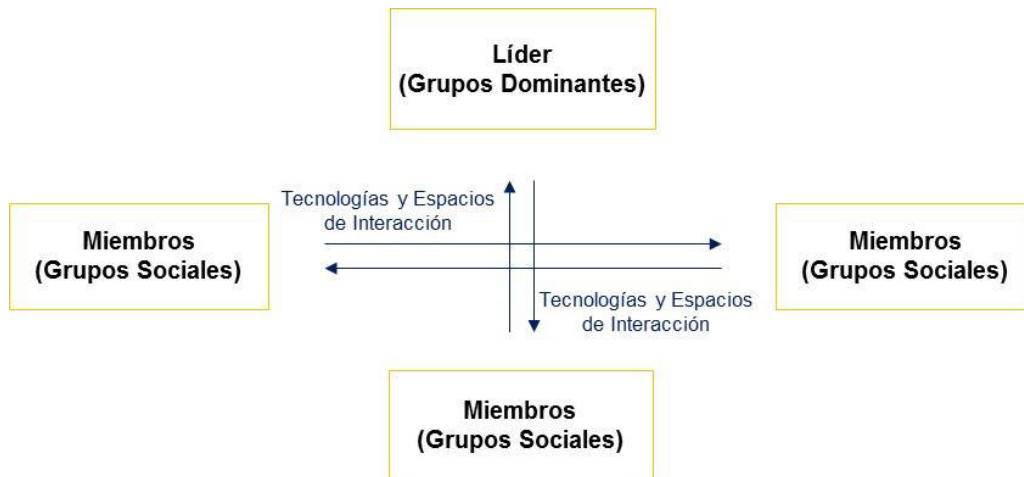 Líder
(Grupos Dominantes)
Tecnologías y Espacios
de Interacción
Miembros
(Grupos Sociales)
Miembros
(Grupos Sociales)
Tecnologías y Espacios
de Interacción
Miembros
(Grupos Sociales)